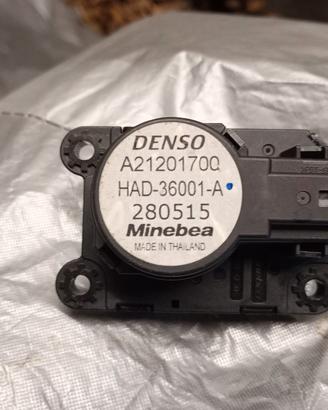 DENSO
A21201700
HAD-36001-A
280515
Minebea
MADE IN THAILAND